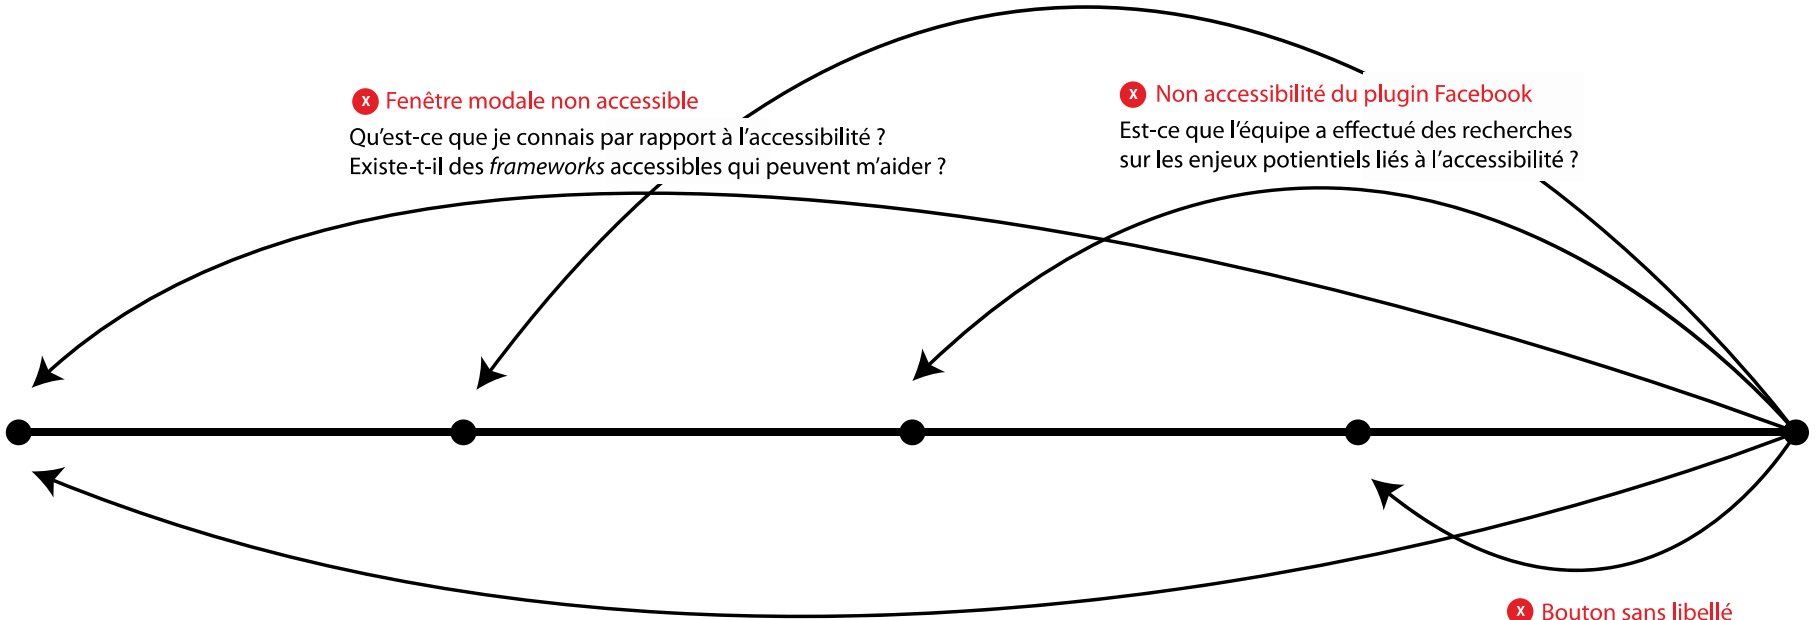 x Fenêtre modale non accessible
Qu'est-ce que je connais par rapport à l'accessibilité ?
Existe-t-il des frameworks accessibles qui peuvent m'aider ?
x Non accessibilité du plugin Facebook
Est-ce que l'équipe a effectué des recherches
sur les enjeux potientiels liés à l'accessibilité ?
x Bouton sans libellé